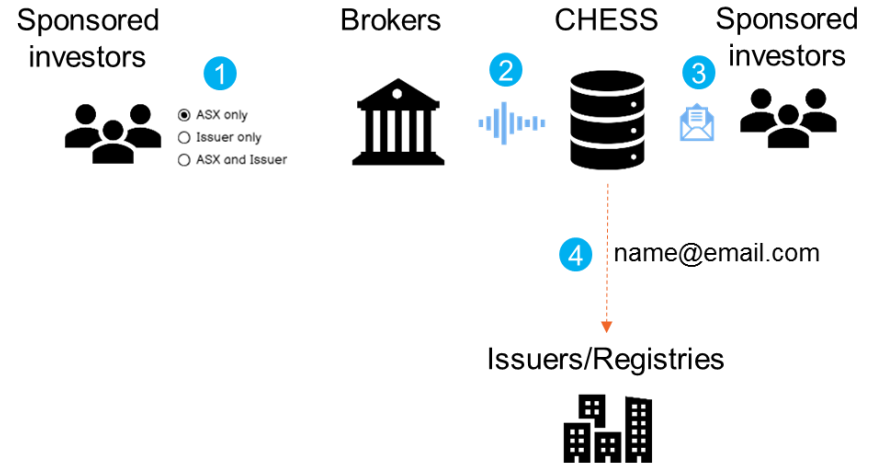 Sponsored
investors
Brokers
CHESS
Sponsored
investors
1
2
3
ASX only
Issuer only
ASX and Issuer
4
name@email.com
Issuers/Registries